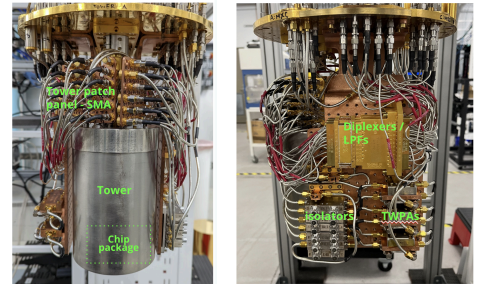 Tower patch
panel - SMA
Tower
Chip
package
Diplexers /
LPFs
Isolators
TWPAs